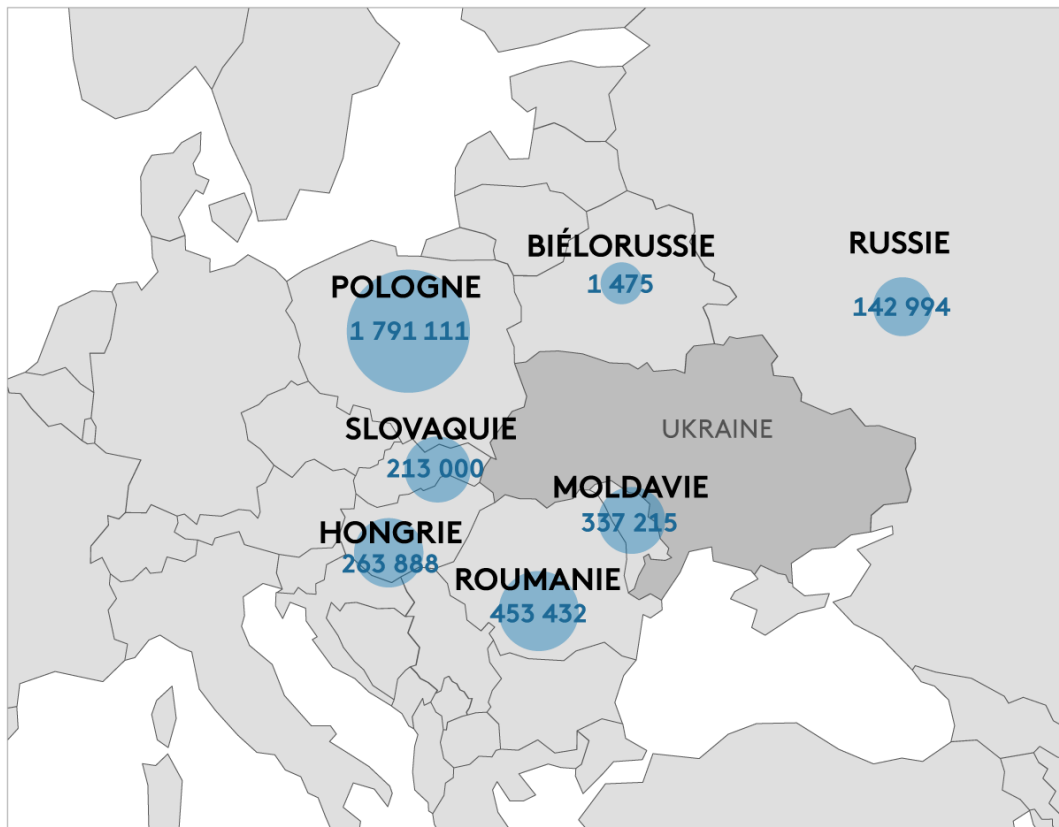 BIÉLORUSSIE
1 475
RUSSIE
142 994
POLOGNE
1 791 111
SLOVAQUIE
213 000
UKRAINE
MOLDAVIE
337 215
HONGRIE
263 888
ROUMANIE
453 432